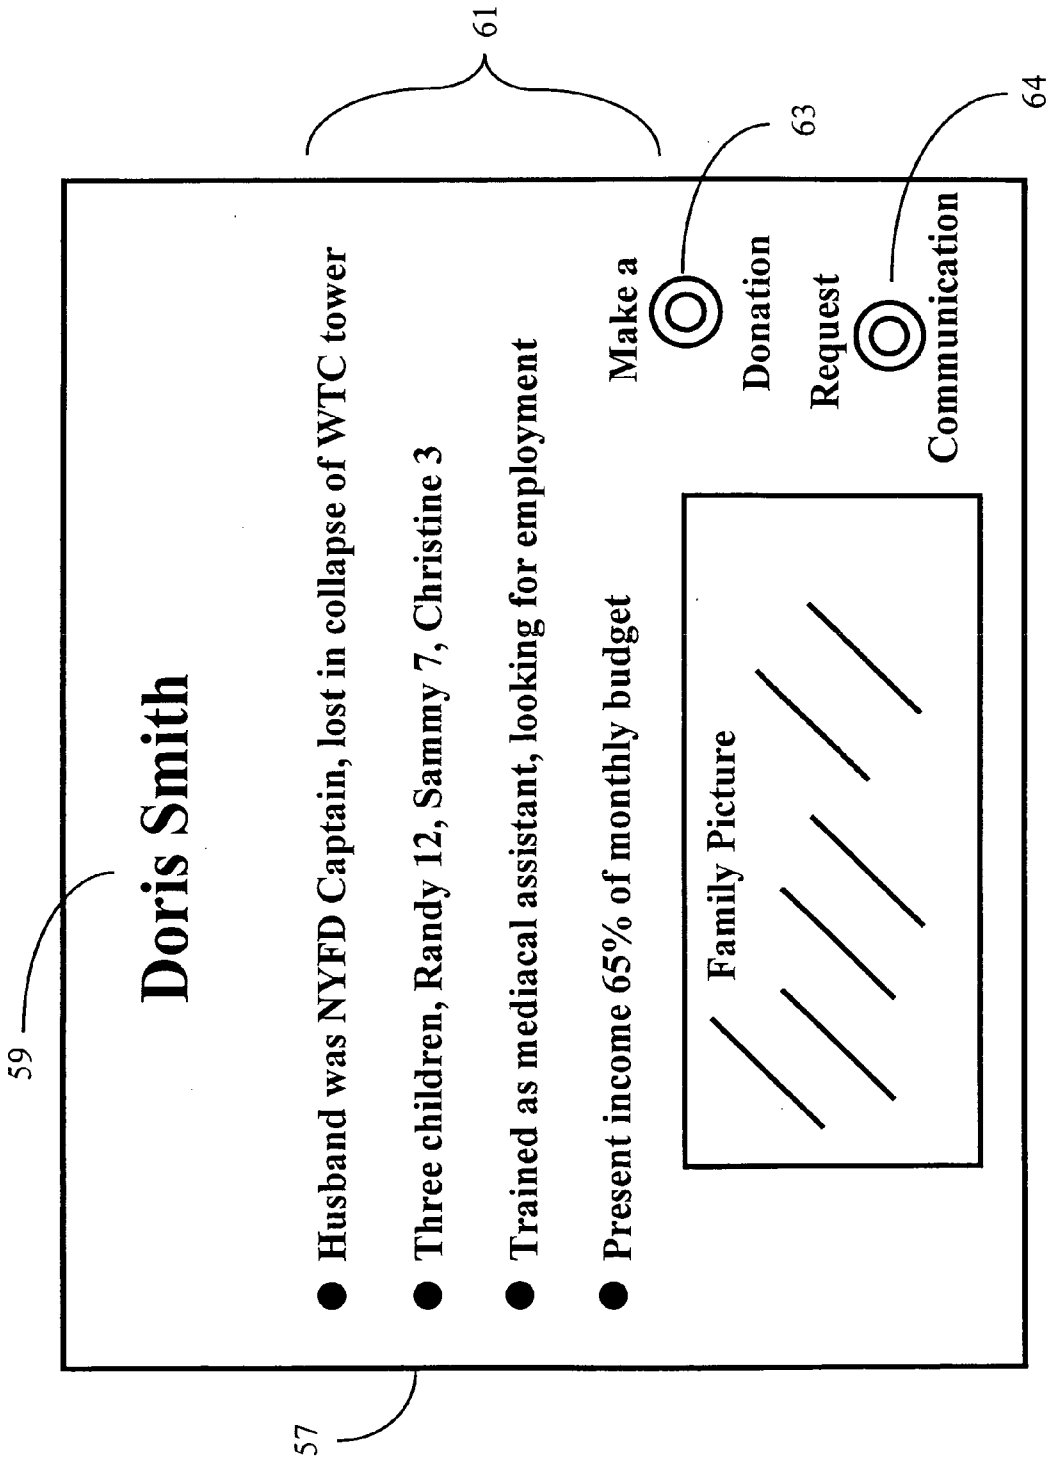 59
Doris Smith
61
● Husband was NYFD Captain, lost in collapse of WTC tower
● Three children, Randy 12, Sammy 7, Christine 3
● Trained as mediacal assistant, looking for employment
● Present income 65% of monthly budget
57
Family Picture
Make a
Donation
63
Request
Communication
64